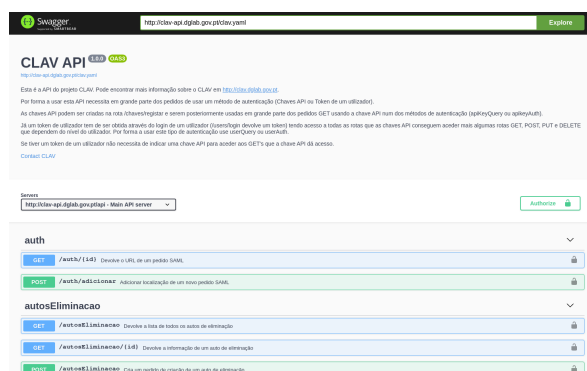 Swagger
http://clav-api.dglab.gov.pt/clav.yaml
Explore
CLAV API 1.0.0 OAS3
http://clav-api.dglab.gov.pt/clav.yaml
Esta é a API do projeto CLAV. Pode encontrar mais informação sobre o CLAV em http://clav.dglab.gov.pt.
Por forma a usar esta API necessita em grande parte dos pedidos de usar um método de autenticação (Chaves API ou Token de um utilizador).
As chaves API podem ser criadas na rota /chaves/registar e serem posteriormente usadas em grande parte dos pedidos GET usando a chave API num dos métodos de autenticação (apiKeyQuery ou apikeyAuth).
Já um token de utilizador tem de ser obtido através do login de um utilizador (/users/login devolve um token) tendo acesso a todas as rotas que as chaves API conseguem aceder mais algumas rotas GET, POST, PUT e DELETE
que dependem do nível do utilizador. Por forma a usar este tipo de autenticação use userQuery ou userAuth.
Se tiver um token de um utilizador não necessita de indicar uma chave API para aceder aos GET's que a chave API dá acesso.
Contact CLAV
Servers
http://clav-api.dglab.gov.pt/api - Main API server
Authorize
auth
GET /auth/{id} Devolve o URL de um pedido SAML
POST /auth/adicionar Adicionar localização de um novo pedido SAML
autosEliminacao
GET /autosEliminacao Devolve a lista de todos os autos de eliminação
GET /autosEliminacao/{id} Devolve a informação de um auto de eliminação
POST /autosEliminacao Cria um pedido de criação de um auto de eliminação